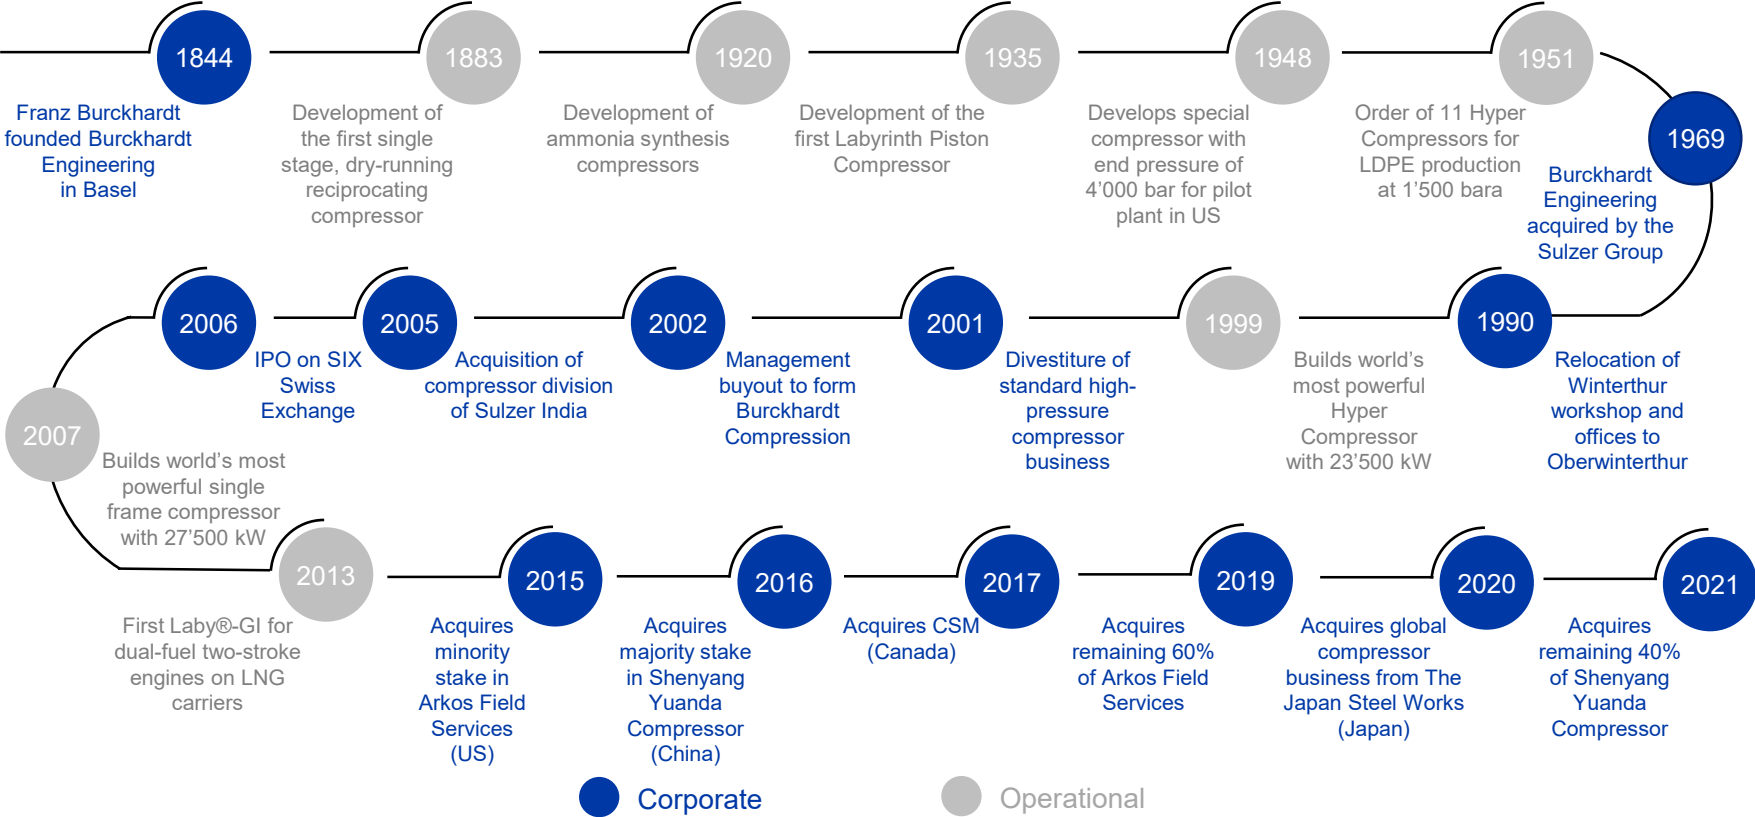 1844
Franz Burckhardt
founded Burckhardt
Engineering
in Basel
1883
Development of
the first single
stage, dry-running
reciprocating
compressor
1920
Development of
ammonia synthesis
compressors
1935
Development of the
first Labyrinth Piston
Compressor
1948
Develops special
compressor with
end pressure of
4’000 bar for pilot
plant in US
1951
Order of 11 Hyper
Compressors for
LDPE production
at 1’500 bara
1969
Burckhardt
Engineering
acquired by the
Sulzer Group
1990
Relocation of
Winterthur
workshop and
offices to
Oberwinterthur
1999
Builds world’s
most powerful
Hyper
Compressor
with 23’500 kW
2001
Divestiture of
standard high-
pressure
compressor
business
2002
Management
buyout to form
Burckhardt
Compression
2005
Acquisition of
compressor division
of Sulzer India
2006
IPO on SIX
Swiss
Exchange
2007
Builds world’s most
powerful single
frame compressor
with 27’500 kW
2013
First Laby®-GI for
dual-fuel two-stroke
engines on LNG
carriers
2015
Acquires
minority
stake in
Arkos Field
Services
(US)
2016
Acquires
majority stake
in Shenyang
Yuanda
Compressor
(China)
2017
Acquires CSM
(Canada)
2019
Acquires
remaining 60%
of Arkos Field
Services
2020
Acquires global
compressor
business from The
Japan Steel Works
(Japan)
2021
Acquires
remaining 40%
of Shenyang
Yuanda
Compressor
Corporate
Operational